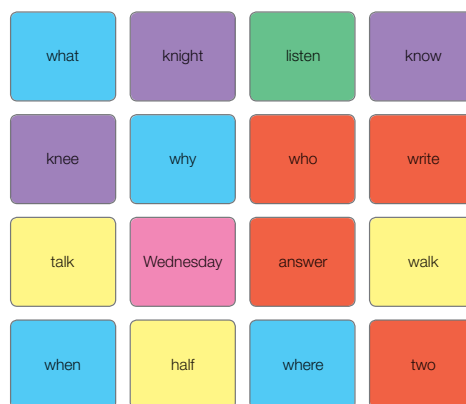 what knight listen know
knee why who write
talk Wednesday answer walk
when half where two